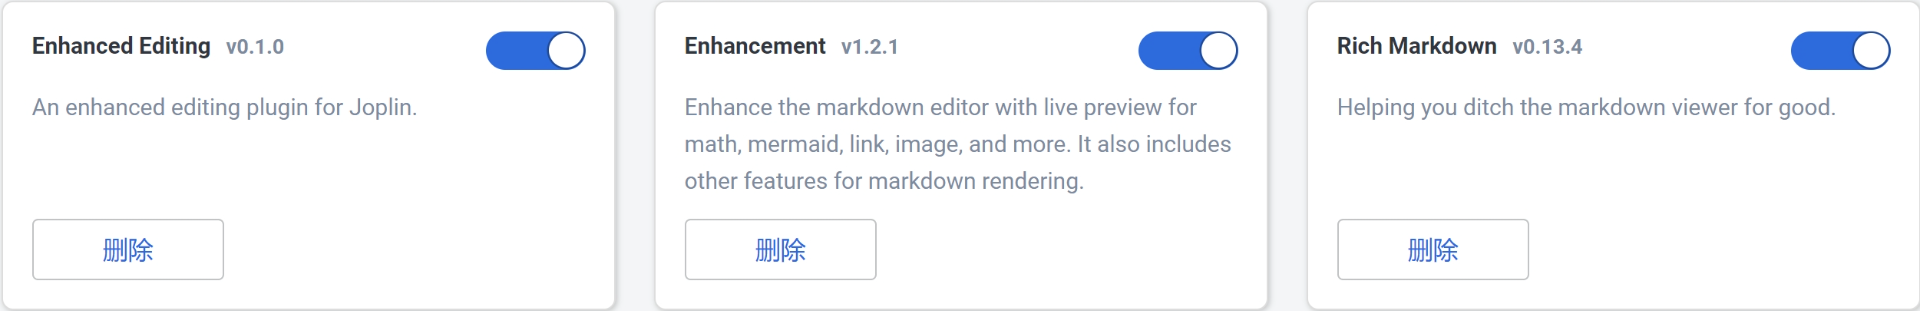 Enhanced Editing v0.1.0
An enhanced editing plugin for Joplin.
删除
Enhancement v1.2.1
Enhance the markdown editor with live preview for
math, mermaid, link, image, and more. It also includes
other features for markdown rendering.
删除
Rich Markdown v0.13.4
Helping you ditch the markdown viewer for good.
删除